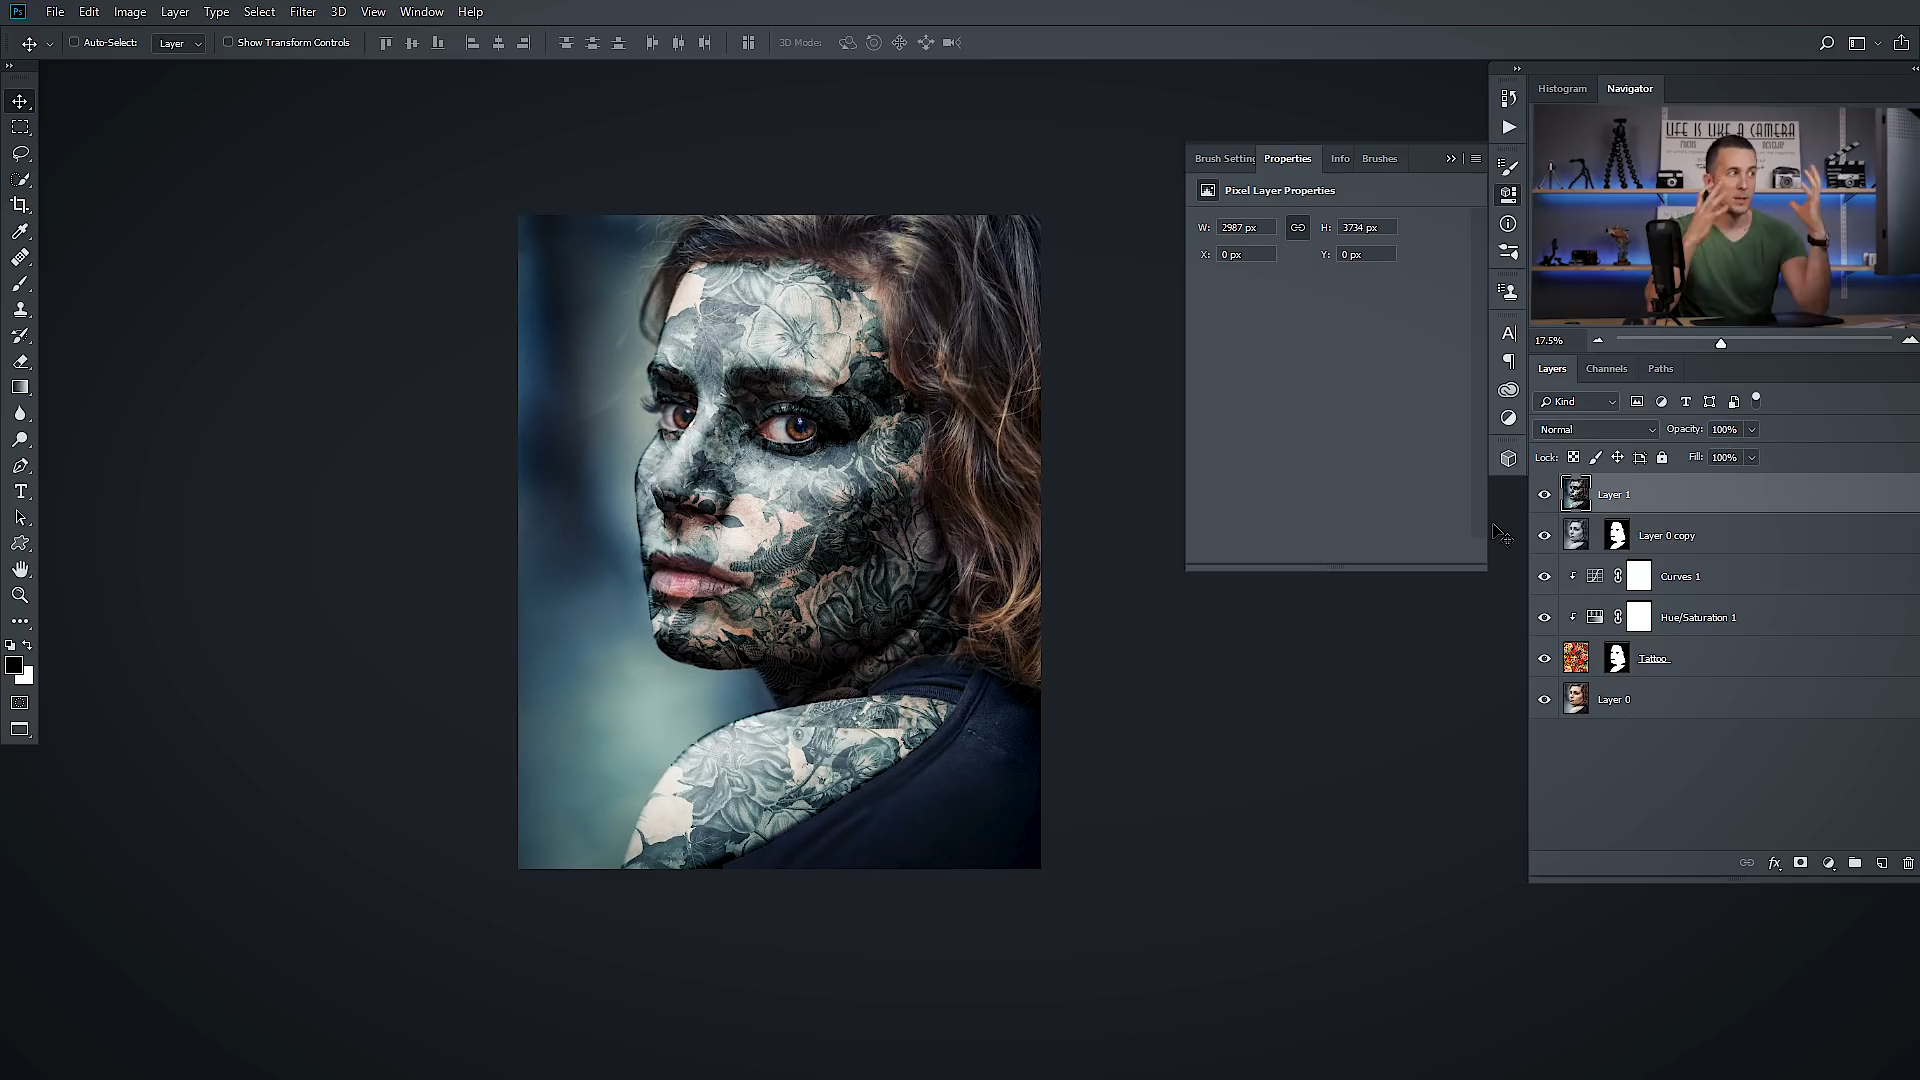 Ps File Edit Image Layer Type Select Filter 3D View Window Help
Auto-Select: Layer Show Transform Controls 3D Mode:
Histogram Navigator
LIFE IS LIKE A CAMERA
Brush Setting Properties Info Brushes
Pixel Layer Properties
W: 2987 px H: 3734 px
X: 0 px Y: 0 px
17.5%
Layers Channels Paths
Kind
Normal Opacity: 100%
Lock: Fill: 100%
Layer 1
Layer 0 copy
Curves 1
Hue/Saturation 1
Tattoo
Layer 0
fx